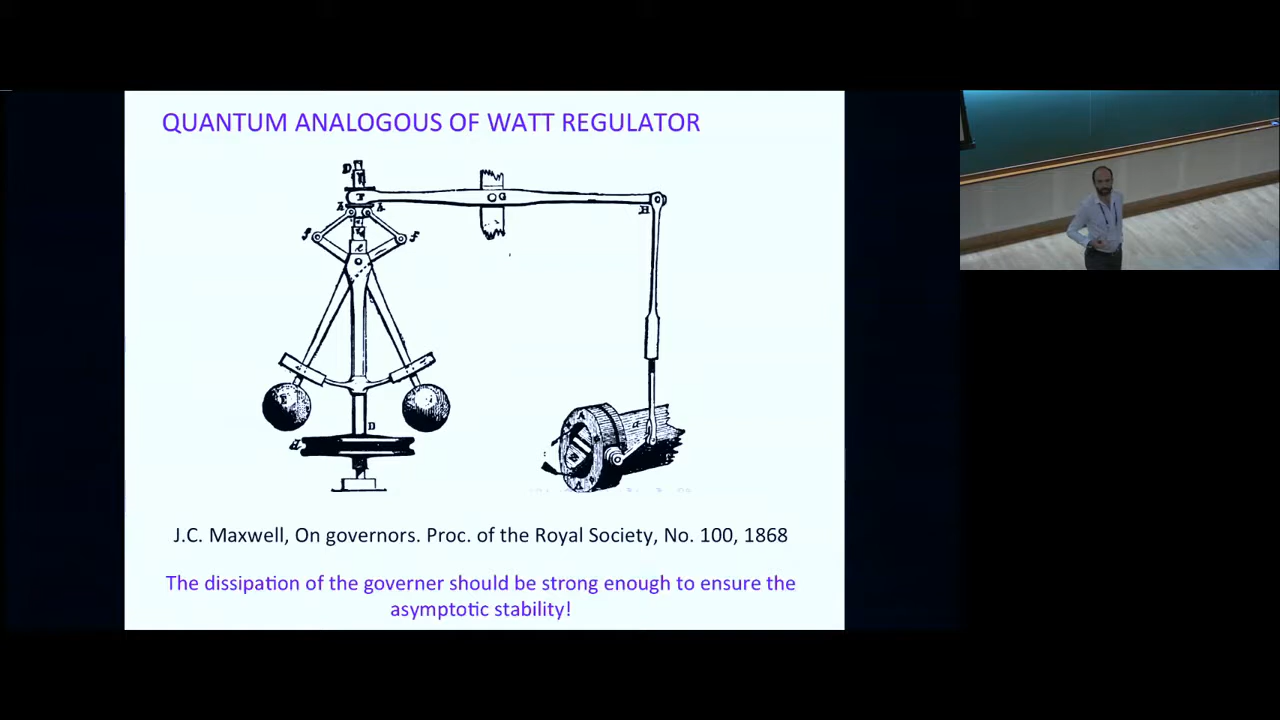 QUANTUM ANALOGOUS OF WATT REGULATOR
D
T
G
H
f
f
e
E
D
d
A
a
A
J.C. Maxwell, On governors. Proc. of the Royal Society, No. 100, 1868
The dissipation of the governer should be strong enough to ensure the
asymptotic stability!